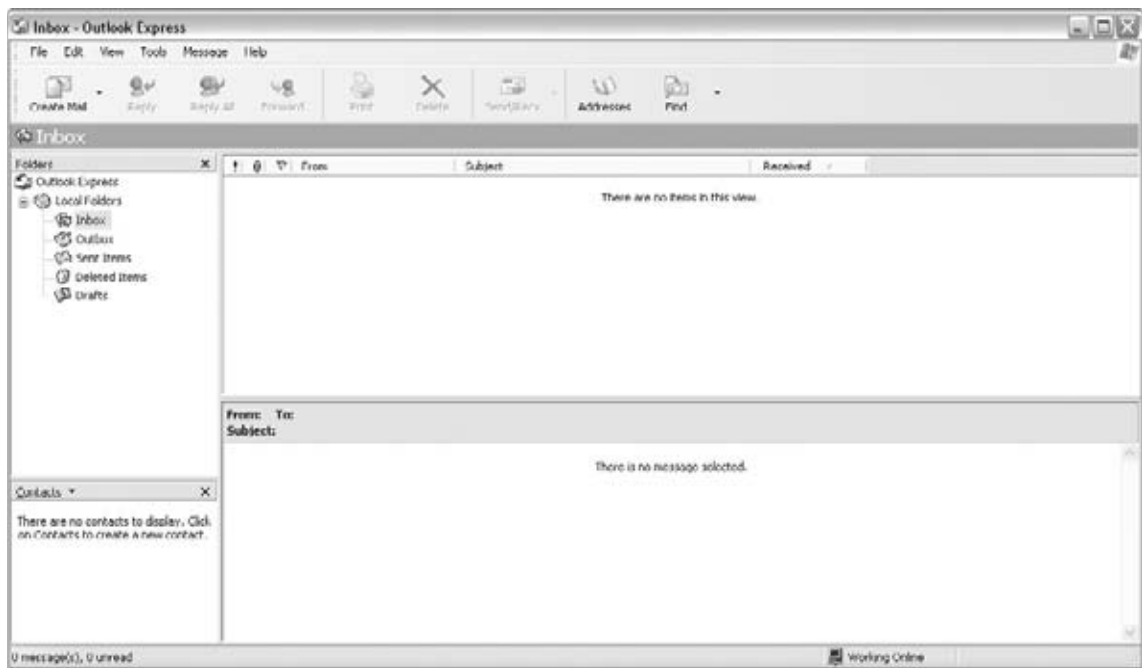 Inbox - Outlook Express
File Edit View Tools Message Help
Create Mail Reply Reply All Forward Print Delete Send/Recv Addresses Find
Inbox
Folders
! From Subject Received
Outlook Express
There are no items in this view.
Local Folders
Inbox
Outbox
Sent Items
Deleted Items
Drafts
From: To:
Subject:
There is no message selected.
Contacts
There are no contacts to display. Click
on Contacts to create a new contact.
0 message(s), 0 unread
Working Online